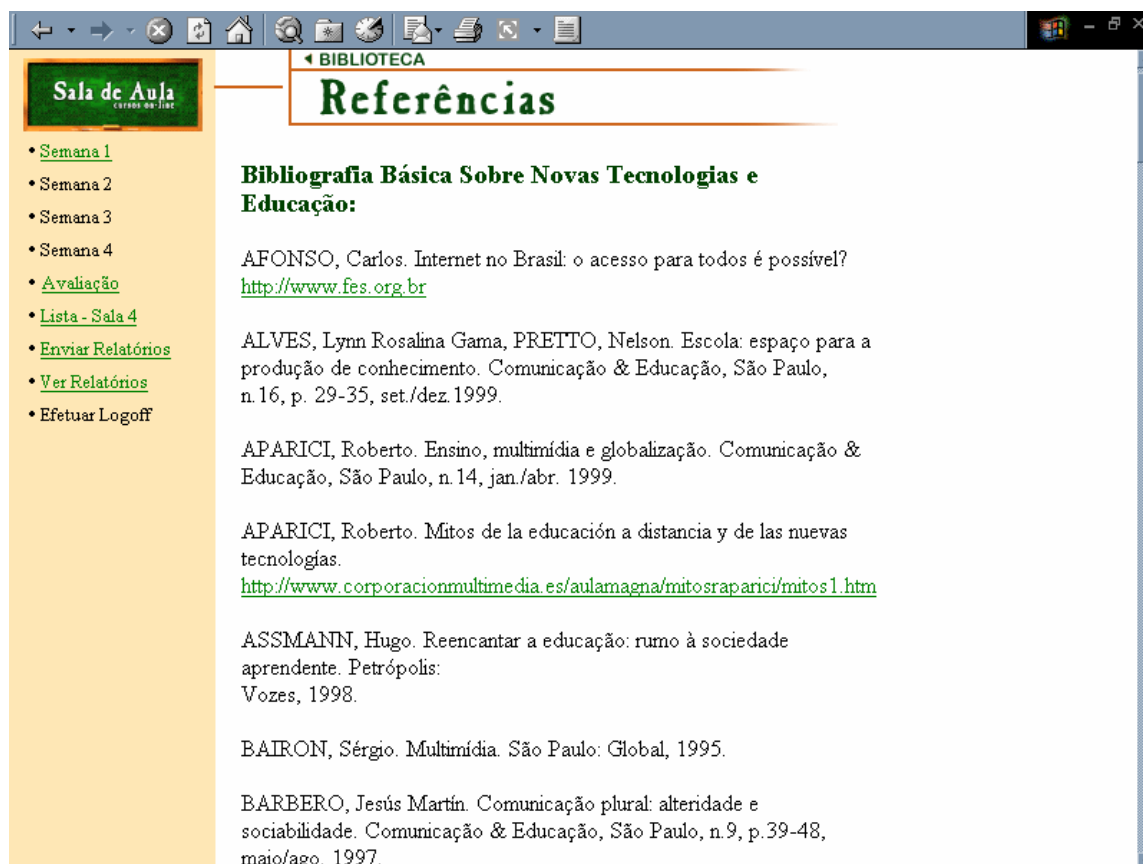 Sala de Aula
cursos on-line
• Semana 1
• Semana 2
• Semana 3
• Semana 4
• Avaliação
• Lista - Sala 4
• Enviar Relatórios
• Ver Relatórios
• Efetuar Logoff
BIBLIOTECA
Referências
Bibliografia Básica Sobre Novas Tecnologias e
Educação:
AFONSO, Carlos. Internet no Brasil: o acesso para todos é possível?
http://www.fes.org.br
ALVES, Lynn Rosalina Gama, PRETTO, Nelson. Escola: espaço para a
produção de conhecimento. Comunicação & Educação, São Paulo,
n.16, p. 29-35, set./dez.1999.
APARICI, Roberto. Ensino, multimídia e globalização. Comunicação &
Educação, São Paulo, n.14, jan./abr. 1999.
APARICI, Roberto. Mitos de la educación a distancia y de las nuevas
tecnologías.
http://www.corporacionmultimedia.es/aulamagna/mitosraparici/mitos1.htm
ASSMANN, Hugo. Reencantar a educação: rumo à sociedade
aprendente. Petrópolis:
Vozes, 1998.
BAIRON, Sérgio. Multimídia. São Paulo: Global, 1995.
BARBERO, Jesús Martín. Comunicação plural: alteridade e
sociabilidade. Comunicação & Educação, São Paulo, n.9, p.39-48,
maio/ago. 1997.